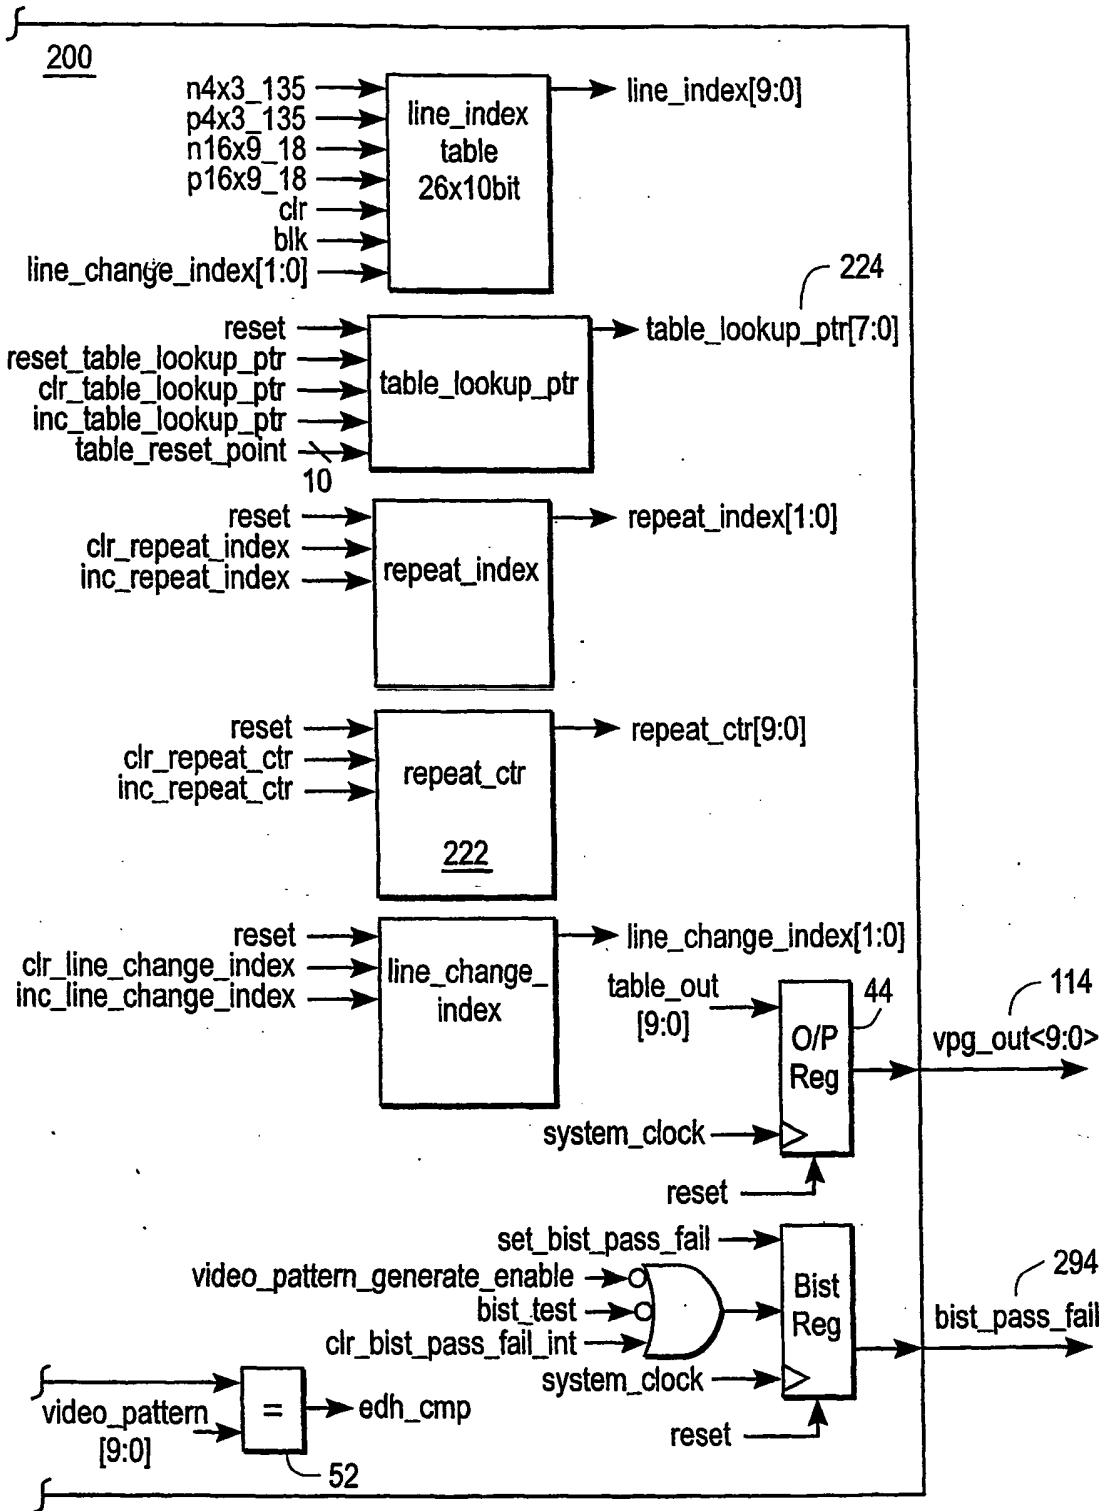 200
n4x3_135
p4x3_135
n16x9_18
p16x9_18
clr
blk
line_change_index[1:0]
line_index
table
26x10bit
line_index[9:0]
224
reset
reset_table_lookup_ptr
clr_table_lookup_ptr
inc_table_lookup_ptr
table_reset_point
10
table_lookup_ptr
table_lookup_ptr[7:0]
reset
clr_repeat_index
inc_repeat_index
repeat_index
repeat_index[1:0]
reset
clr_repeat_ctr
inc_repeat_ctr
repeat_ctr
222
repeat_ctr[9:0]
reset
clr_line_change_index
inc_line_change_index
line_change_
index
line_change_index[1:0]
table_out
[9:0]
system_clock
reset
O/P
Reg
44
114
vpg_out<9:0>
set_bist_pass_fail
video_pattern_generate_enable
bist_test
clr_bist_pass_fail_int
system_clock
reset
Bist
Reg
294
bist_pass_fail
video_pattern
[9:0]
=
edh_cmp
52